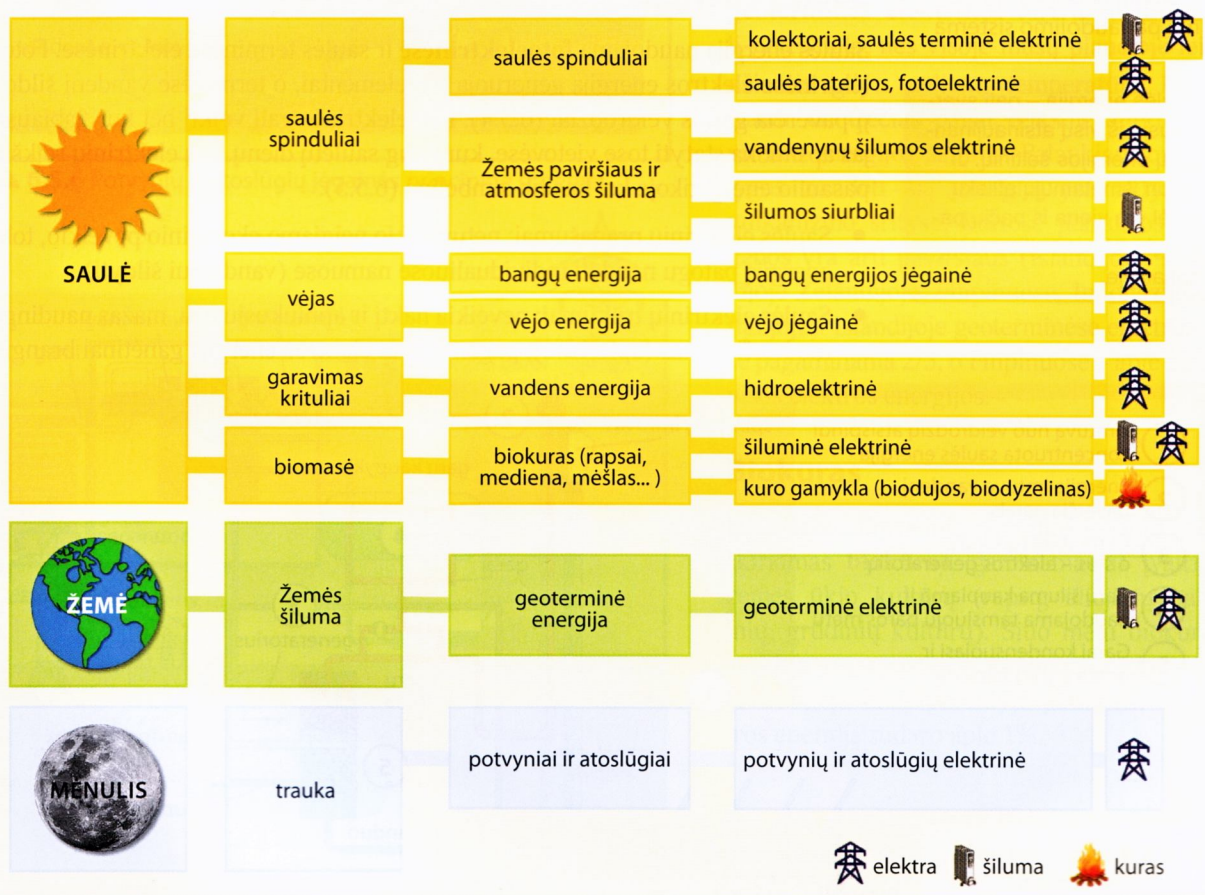 SAULĖ
saulės
spinduliai
saulės spinduliai
kolektoriai, saulės terminė elektrinė
saulės baterijos, fotoelektrinė
Žemės paviršiaus ir
atmosferos šiluma
vandenynų šilumos elektrinė
šilumos siurbliai
vėjas
bangų energija
bangų energijos jėgainė
vėjo energija
vėjo jėgainė
garavimas
krituliai
vandens energija
hidroelektrinė
biomasė
biokuras (rapsai,
mediena, mėšlas... )
šiluminė elektrinė
kuro gamykla (biodujos, biodyzelinas)
ŽEMĖ
Žemės
šiluma
geoterminė
energija
geoterminė elektrinė
MĖNULIS
trauka
potvyniai ir atoslūgiai
potvynių ir atoslūgių elektrinė
elektra
šiluma
kuras